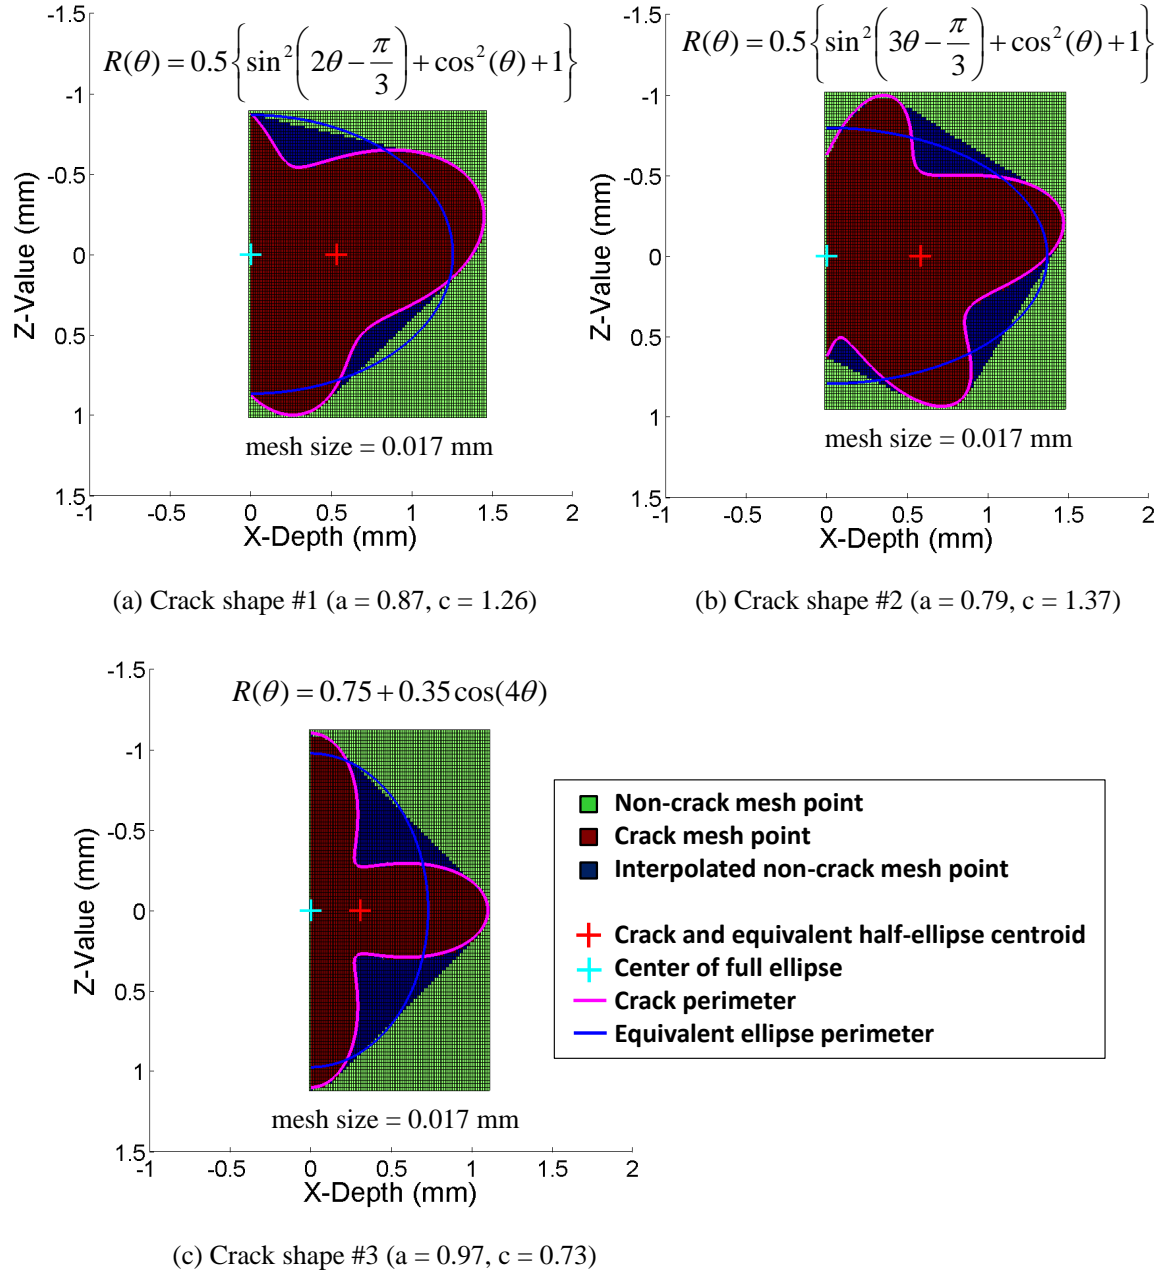 R(θ) = 0.5{sin²(2θ − π/3) + cos²(θ) + 1}
-1.5
-1
-0.5
0
0.5
1
1.5
Z-Value (mm)
mesh size = 0.017 mm
-1 -0.5 0 0.5 1 1.5 2
X-Depth (mm)
(a) Crack shape #1 (a = 0.87, c = 1.26)
R(θ) = 0.5{sin²(3θ − π/3) + cos²(θ) + 1}
-1.5
-1
-0.5
0
0.5
1
1.5
Z-Value (mm)
mesh size = 0.017 mm
-1 -0.5 0 0.5 1 1.5 2
X-Depth (mm)
(b) Crack shape #2 (a = 0.79, c = 1.37)
R(θ) = 0.75 + 0.35cos(4θ)
-1.5
-1
-0.5
0
0.5
1
1.5
Z-Value (mm)
mesh size = 0.017 mm
-1 -0.5 0 0.5 1 1.5 2
X-Depth (mm)
(c) Crack shape #3 (a = 0.97, c = 0.73)
Non-crack mesh point
Crack mesh point
Interpolated non-crack mesh point
Crack and equivalent half-ellipse centroid
Center of full ellipse
Crack perimeter
Equivalent ellipse perimeter